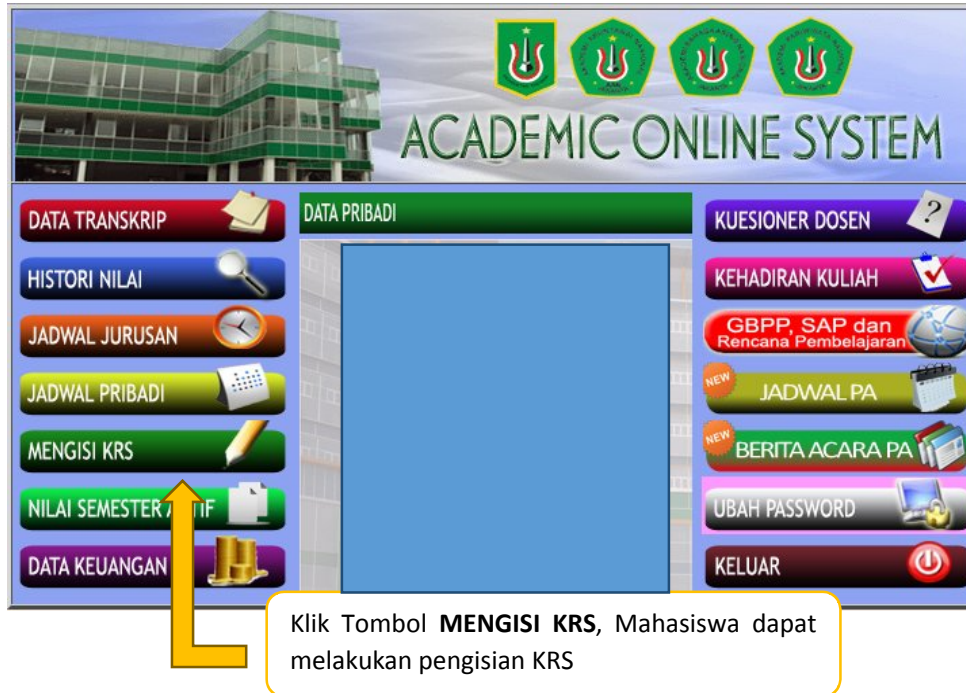 ACADEMIC ONLINE SYSTEM
DATA TRANSKRIP
HISTORI NILAI
JADWAL JURUSAN
JADWAL PRIBADI
MENGISI KRS
NILAI SEMESTER TIF
DATA KEUANGAN
DATA PRIBADI
KUESIONER DOSEN
KEHADIRAN KULIAH
GBPP, SAP dan
Rencana Pembelajaran
NEW
JADWAL PA
NEW
BERITA ACARA PA
UBAH PASSWORD
KELUAR
Klik Tombol MENGISI KRS, Mahasiswa dapat
melakukan pengisian KRS